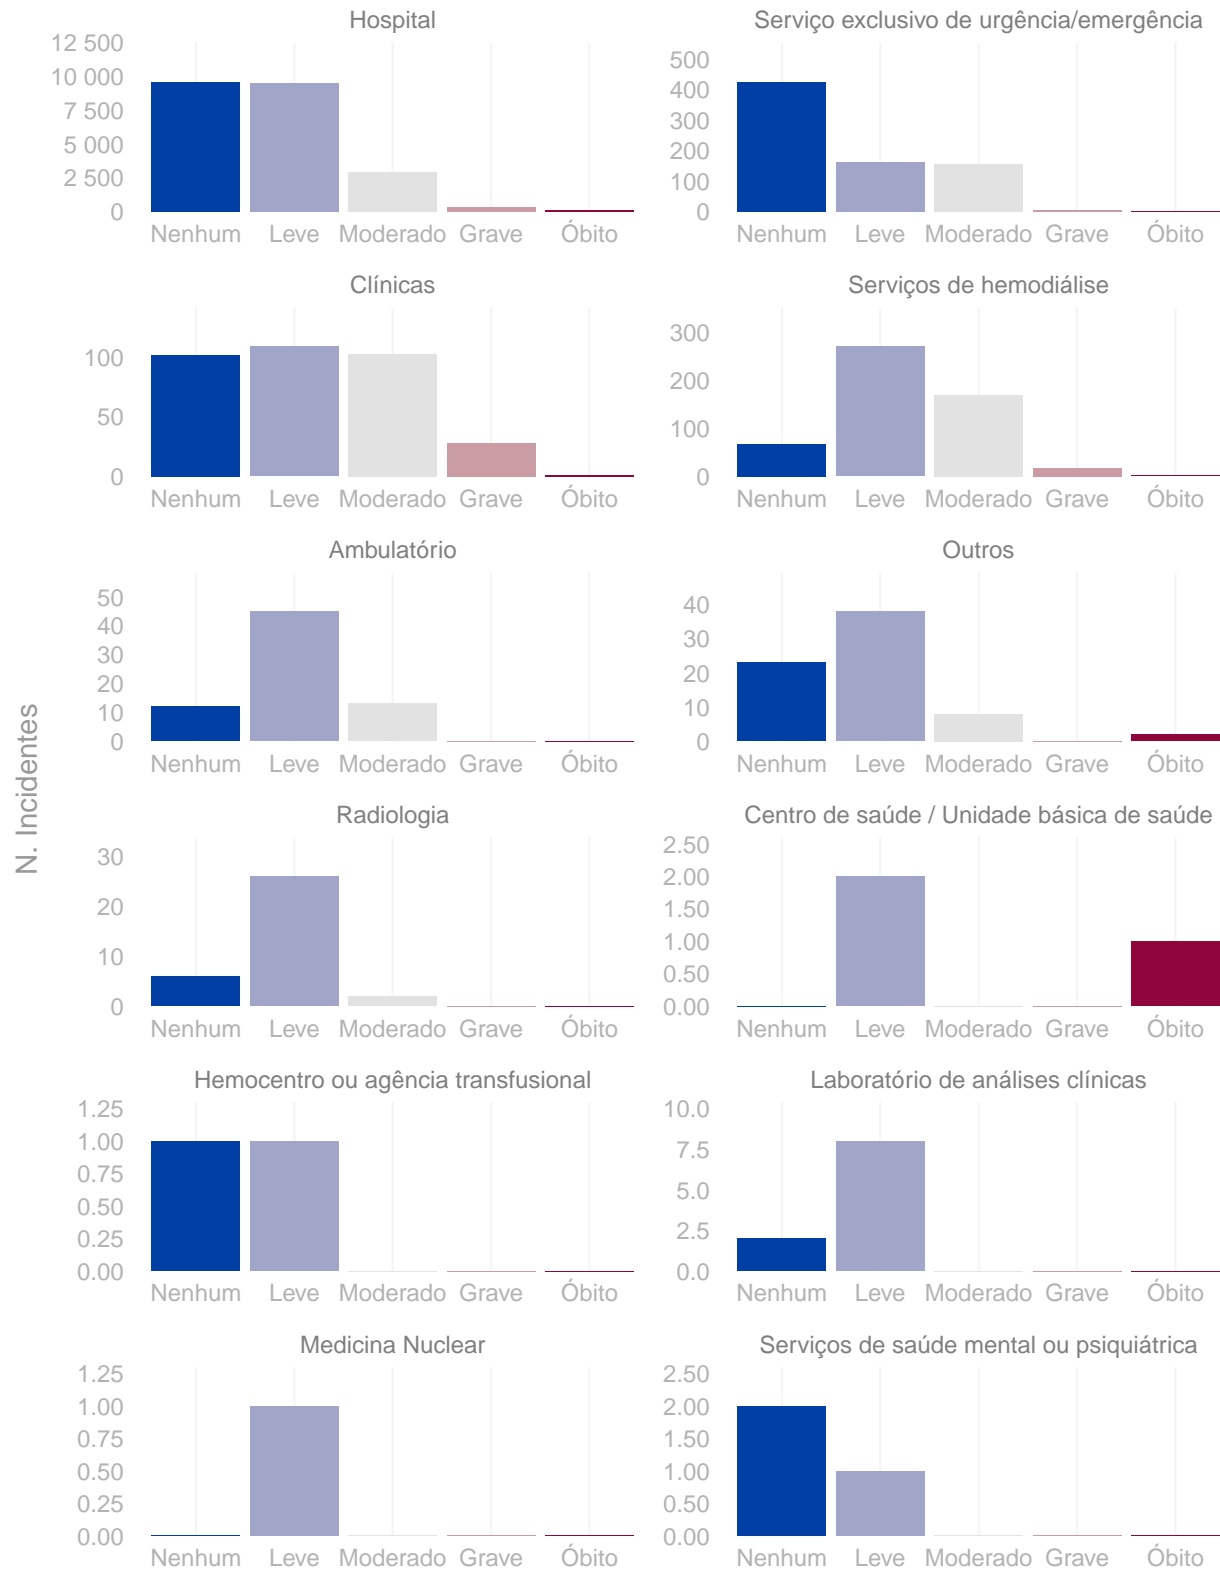 N. Incidentes
Hospital
12 500
10 000
7 500
5 000
2 500
0
Nenhum Leve Moderado Grave Óbito
Serviço exclusivo de urgência/emergência
500
400
300
200
100
0
Nenhum Leve Moderado Grave Óbito
Clínicas
100
50
0
Nenhum Leve Moderado Grave Óbito
Serviços de hemodiálise
300
200
100
0
Nenhum Leve Moderado Grave Óbito
Ambulatório
50
40
30
20
10
0
Nenhum Leve Moderado Grave Óbito
Outros
40
30
20
10
0
Nenhum Leve Moderado Grave Óbito
Radiologia
30
20
10
0
Nenhum Leve Moderado Grave Óbito
Centro de saúde / Unidade básica de saúde
2.50
2.00
1.50
1.00
0.50
0.00
Nenhum Leve Moderado Grave Óbito
Hemocentro ou agência transfusional
1.25
1.00
0.75
0.50
0.25
0.00
Nenhum Leve Moderado Grave Óbito
Laboratório de análises clínicas
10.0
7.5
5.0
2.5
0.0
Nenhum Leve Moderado Grave Óbito
Medicina Nuclear
1.25
1.00
0.75
0.50
0.25
0.00
Nenhum Leve Moderado Grave Óbito
Serviços de saúde mental ou psiquiátrica
2.50
2.00
1.50
1.00
0.50
0.00
Nenhum Leve Moderado Grave Óbito